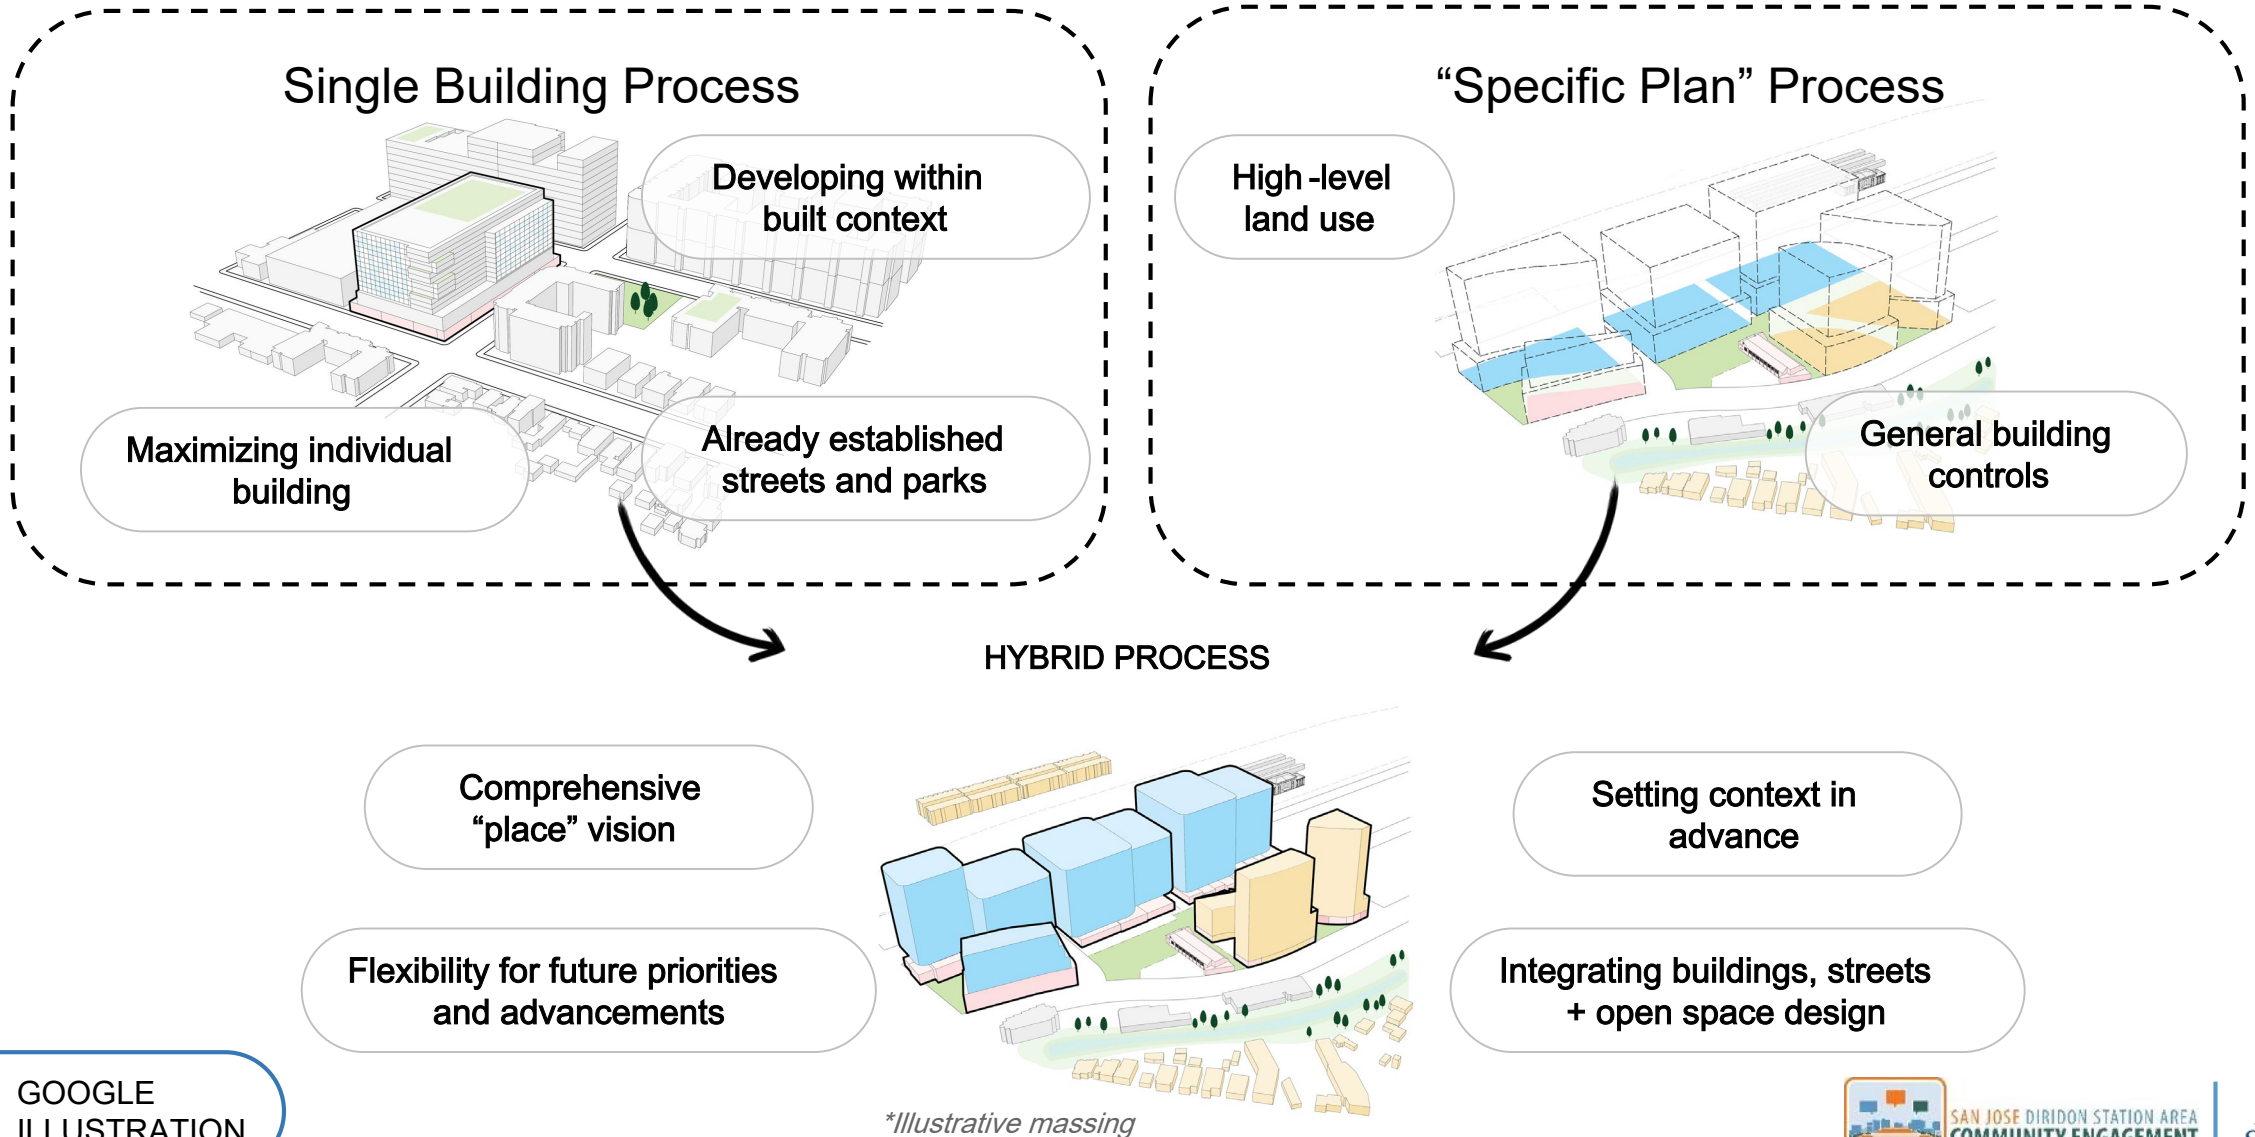 Single Building Process
Developing within
built context
Maximizing individual
building
Already established
streets and parks
“Specific Plan” Process
High-level
land use
General building
controls
HYBRID PROCESS
Comprehensive
“place” vision
Setting context in
advance
Flexibility for future priorities
and advancements
Integrating buildings, streets
+ open space design
*Illustrative massing
GOOGLE
ILLUSTRATION
SAN JOSE DIRIDON STATION AREA
COMMUNITY ENGAGEMENT